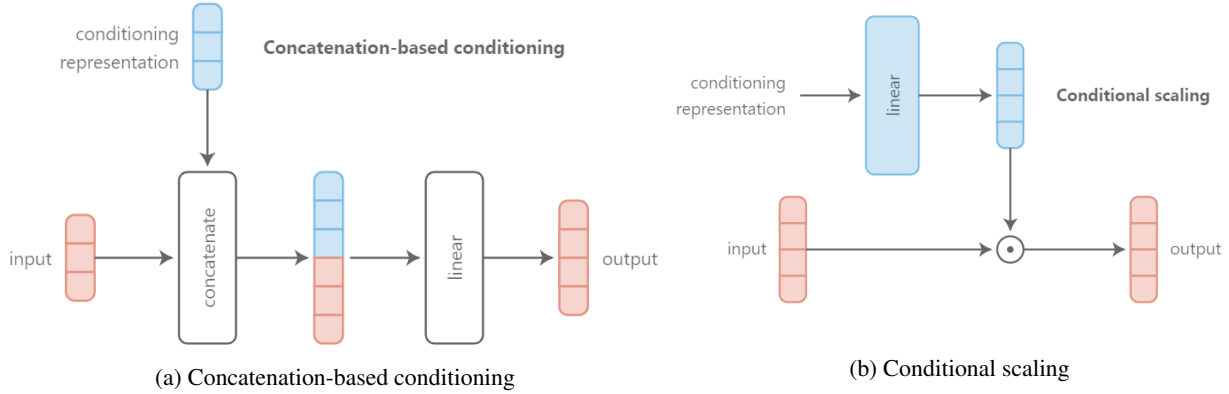 conditioning
representation
Concatenation-based conditioning
input
concatenate
linear
output
(a) Concatenation-based conditioning
conditioning
representation
linear
Conditional scaling
input
output
(b) Conditional scaling